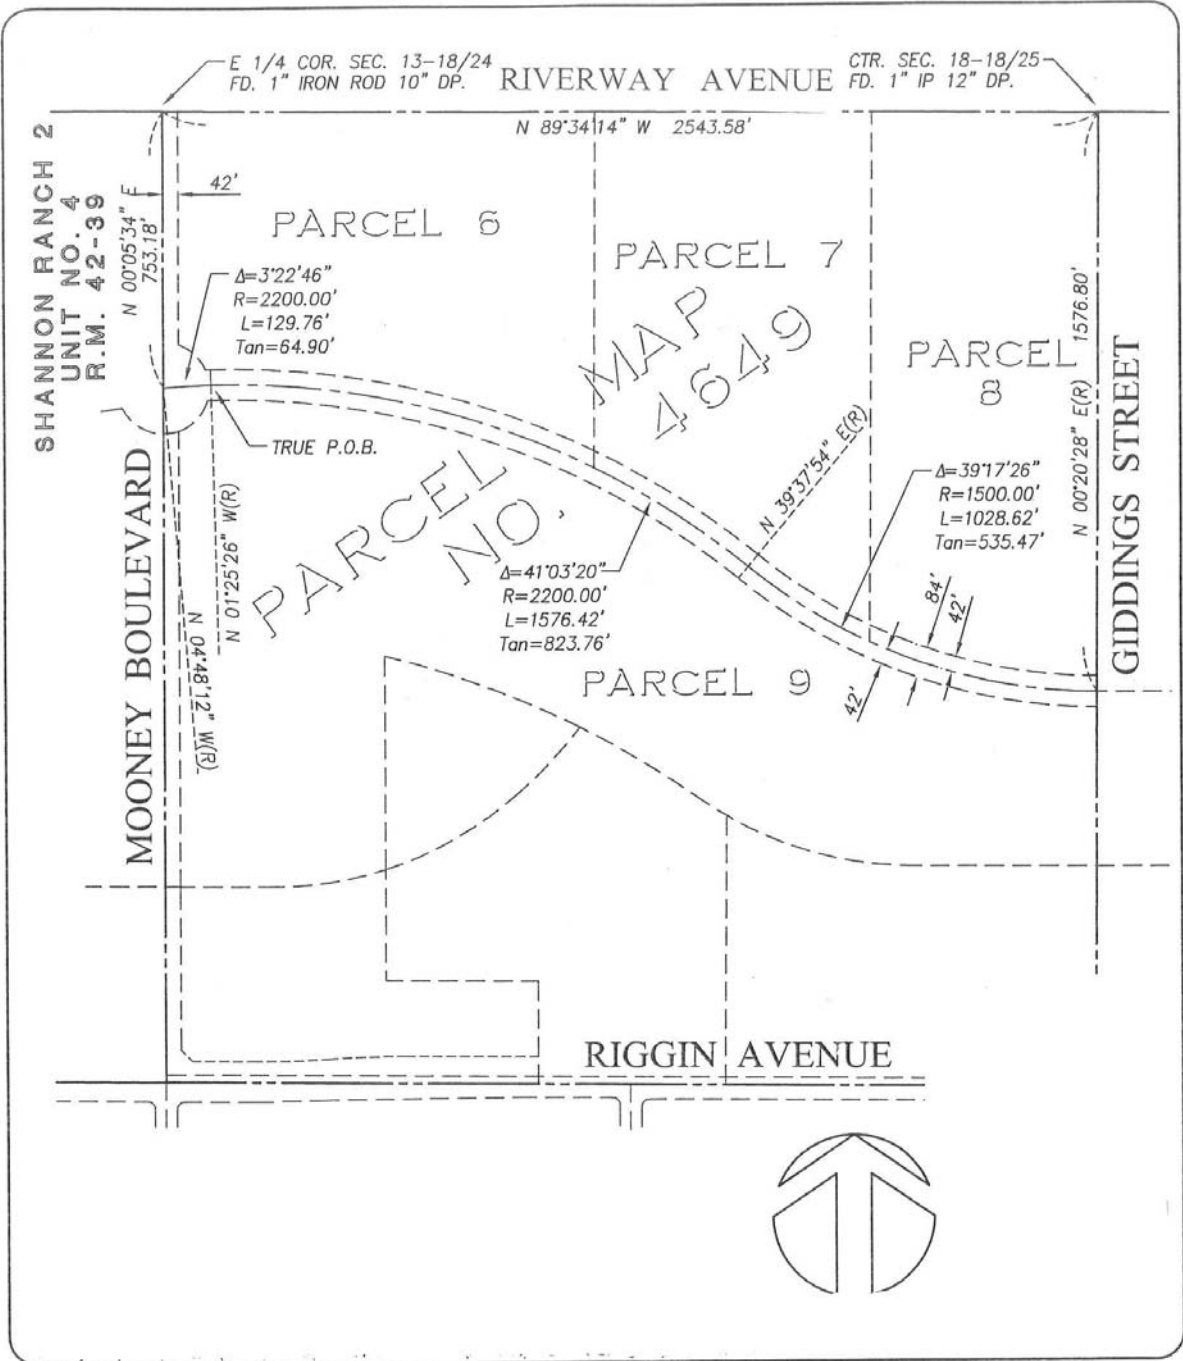 E 1/4 COR. SEC. 13-18/24
FD. 1" IRON ROD 10" DP.
RIVERWAY AVENUE
CTR. SEC. 18-18/25
FD. 1" IP 12" DP.
N 89°34'14" W 2543.58'
SHANNON RANCH 2
UNIT NO. 4
R.M. 42-39
N 00°05'34" E
753.18'
42'
PARCEL 6
PARCEL 7
PARCEL
8
MAP
4649
Δ=3°22'46"
R=2200.00'
L=129.76'
Tan=64.90'
TRUE P.O.B.
N 00°20'28" E(R) 1576.80'
GIDDINGS STREET
N 39°37'54" E(R)
Δ=39°17'26"
R=1500.00'
L=1028.62'
Tan=535.47'
MOONEY BOULEVARD
N 01°25'26" W(R)
N 04°48'12" W(R)
PARCEL
NO.
Δ=41°03'20"
R=2200.00'
L=1576.42'
Tan=823.76'
84'
42'
42'
PARCEL 9
RIGGIN AVENUE